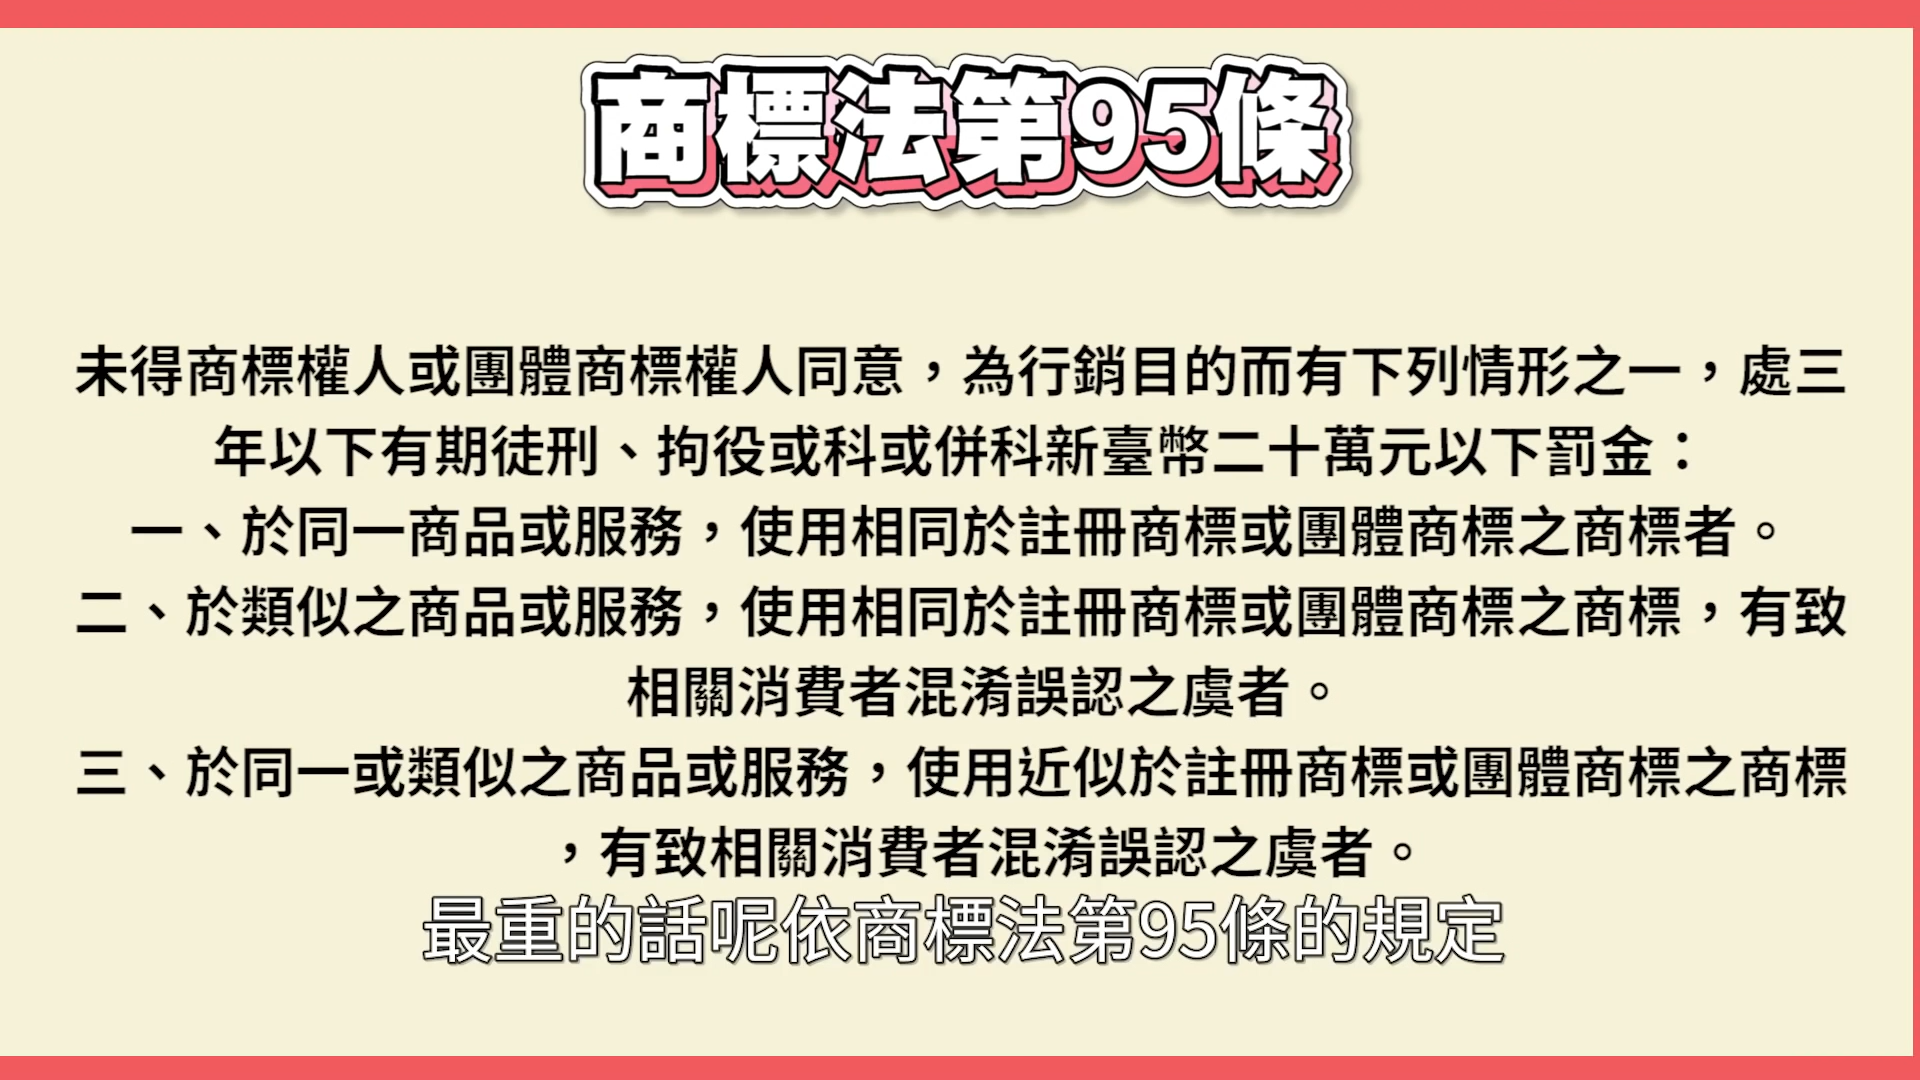 商標法第95條
未得商標權人或團體商標權人同意，為行銷目的而有下列情形之一，處三
年以下有期徒刑、拘役或科或併科新臺幣二十萬元以下罰金：
一、於同一商品或服務，使用相同於註冊商標或團體商標之商標者。
二、於類似之商品或服務，使用相同於註冊商標或團體商標之商標，有致
相關消費者混淆誤認之虞者。
三、於同一或類似之商品或服務，使用近似於註冊商標或團體商標之商標
，有致相關消費者混淆誤認之虞者。
最重的話呢依商標法第95條的規定